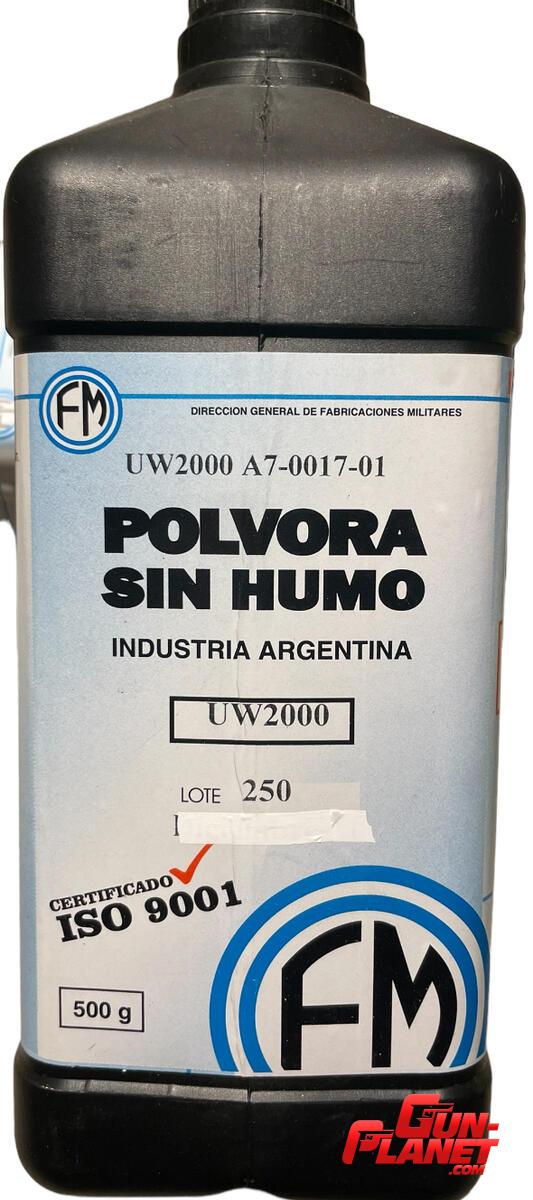 FM
DIRECCION GENERAL DE FABRICACIONES MILITARES
UW2000 A7-0017-01
POLVORA
SIN HUMO
INDUSTRIA ARGENTINA
UW2000
LOTE 250
CERTIFICADO
ISO 9001
500 g
FM
GUN-
PLANET
.COM